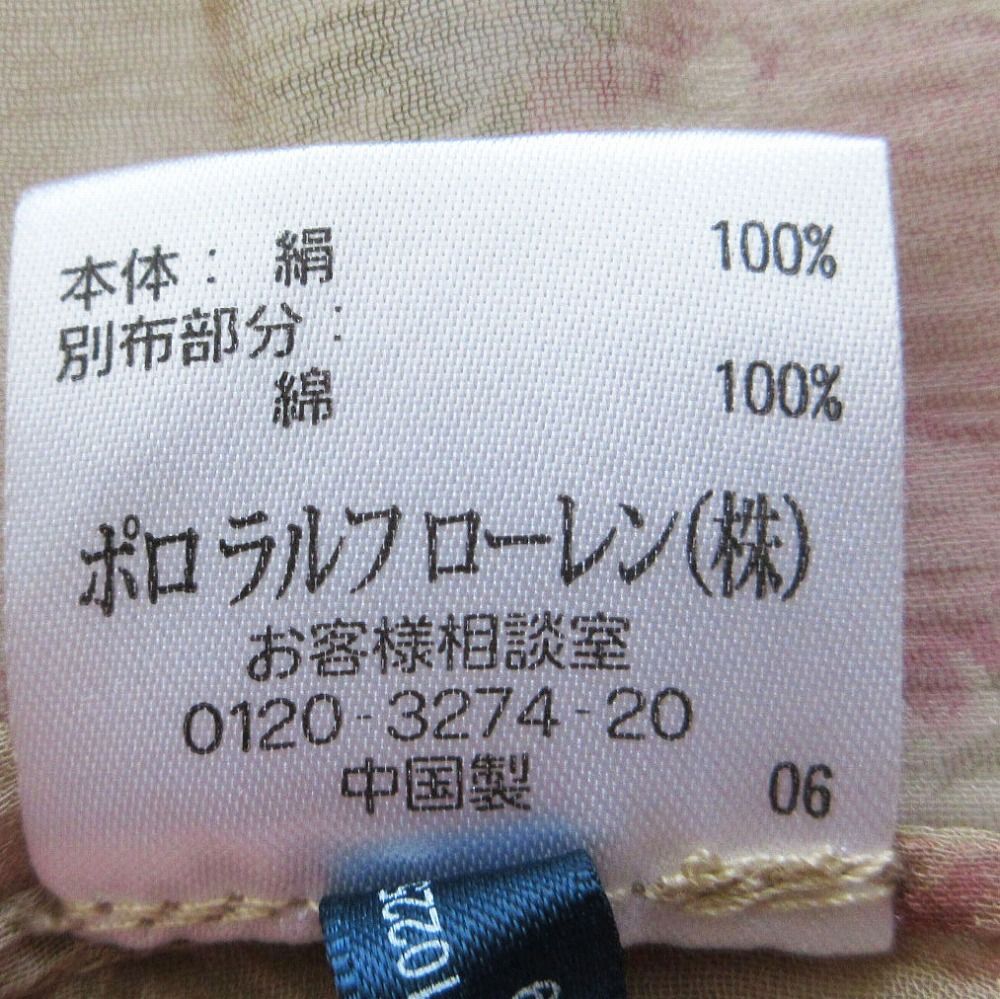 本体: 絹 100%
別布部分:
綿 100%
ポロ ラルフ ローレン(株)
お客様相談室
0120-3274-20
中国製 06